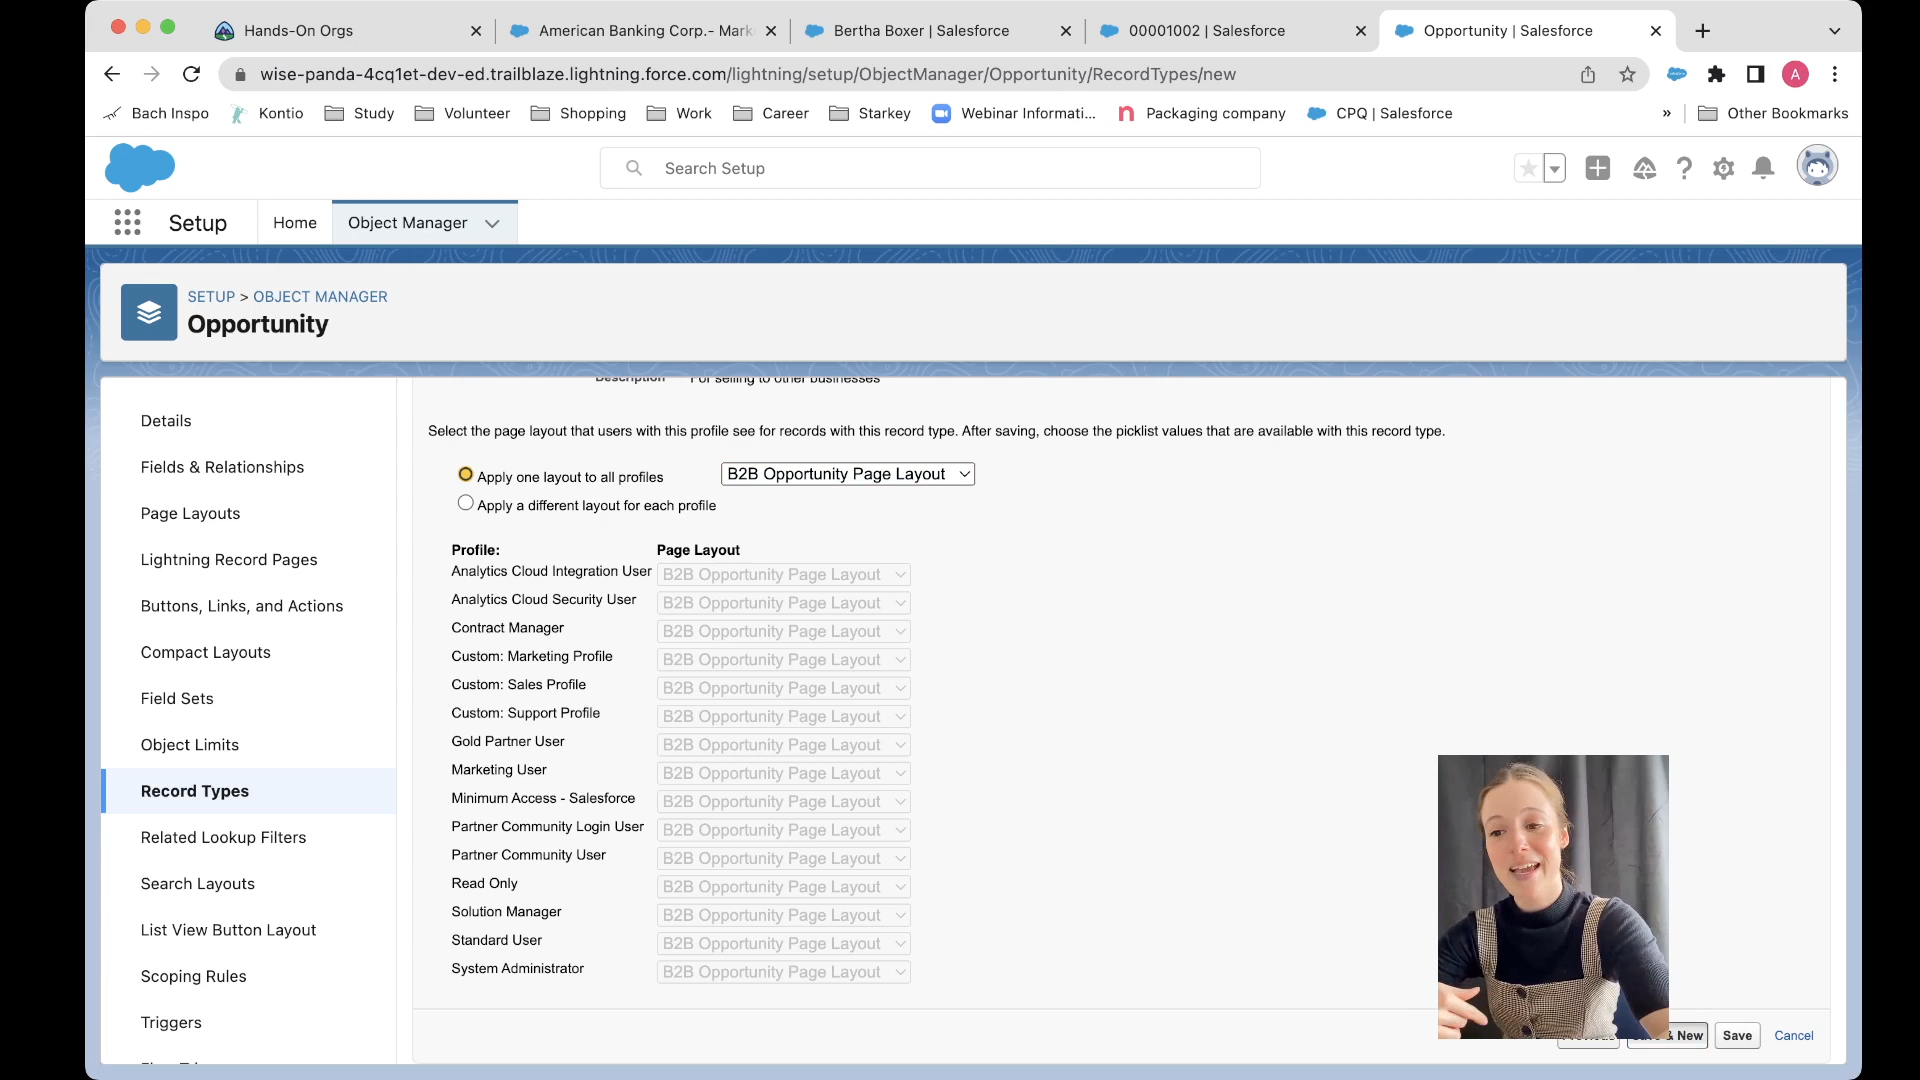 Hands-On Orgs
American Banking Corp.- Mark
Bertha Boxer | Salesforce
00001002 | Salesforce
Opportunity | Salesforce
wise-panda-4cq1et-dev-ed.trailblaze.lightning.force.com/lightning/setup/ObjectManager/Opportunity/RecordTypes/new
A
Bach Inspo
Kontio
Study
Volunteer
Shopping
Work
Career
Starkey
Webinar Informati...
Packaging company
CPQ | Salesforce
»
Other Bookmarks
Search Setup
Setup
Home
Object Manager
SETUP > OBJECT MANAGER
Opportunity
Details
Fields & Relationships
Page Layouts
Lightning Record Pages
Buttons, Links, and Actions
Compact Layouts
Field Sets
Object Limits
Record Types
Related Lookup Filters
Search Layouts
List View Button Layout
Scoping Rules
Triggers
Description For selling to other businesses
Select the page layout that users with this profile see for records with this record type. After saving, choose the picklist values that are available with this record type.
Apply one layout to all profiles B2B Opportunity Page Layout
Apply a different layout for each profile
Profile: Page Layout
Analytics Cloud Integration User B2B Opportunity Page Layout
Analytics Cloud Security User B2B Opportunity Page Layout
Contract Manager B2B Opportunity Page Layout
Custom: Marketing Profile B2B Opportunity Page Layout
Custom: Sales Profile B2B Opportunity Page Layout
Custom: Support Profile B2B Opportunity Page Layout
Gold Partner User B2B Opportunity Page Layout
Marketing User B2B Opportunity Page Layout
Minimum Access - Salesforce B2B Opportunity Page Layout
Partner Community Login User B2B Opportunity Page Layout
Partner Community User B2B Opportunity Page Layout
Read Only B2B Opportunity Page Layout
Solution Manager B2B Opportunity Page Layout
Standard User B2B Opportunity Page Layout
System Administrator B2B Opportunity Page Layout
& New
Save
Cancel